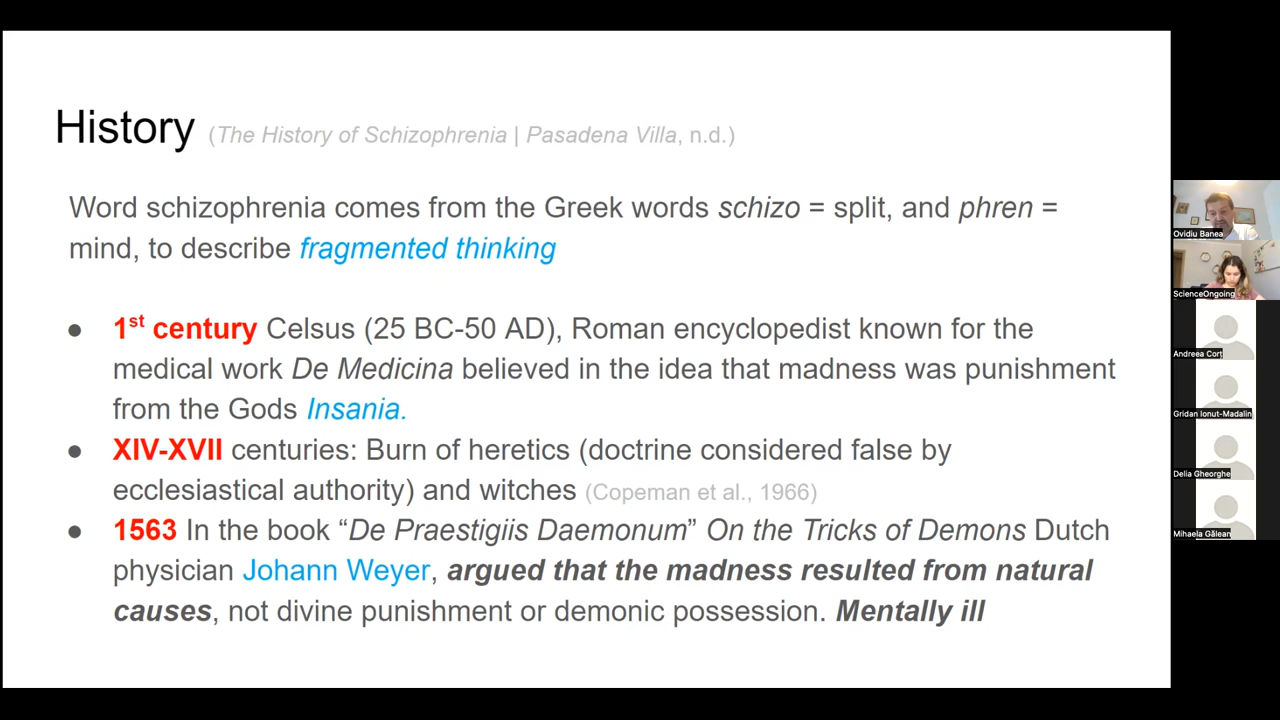 History (The History of Schizophrenia | Pasadena Villa, n.d.)
Word schizophrenia comes from the Greek words schizo = split, and phren =
mind, to describe fragmented thinking
● 1st century Celsus (25 BC-50 AD), Roman encyclopedist known for the
medical work De Medicina believed in the idea that madness was punishment
from the Gods Insania.
● XIV-XVII centuries: Burn of heretics (doctrine considered false by
ecclesiastical authority) and witches (Copeman et al., 1966)
● 1563 In the book “De Praestigiis Daemonum” On the Tricks of Demons Dutch
physician Johann Weyer, argued that the madness resulted from natural
causes, not divine punishment or demonic possession. Mentally ill
Ovidiu Banea
ScienceOngoing
Andreea Corț
Gridan Ionut-Madalin
Delia Gheorghe
Mihaela Gălean